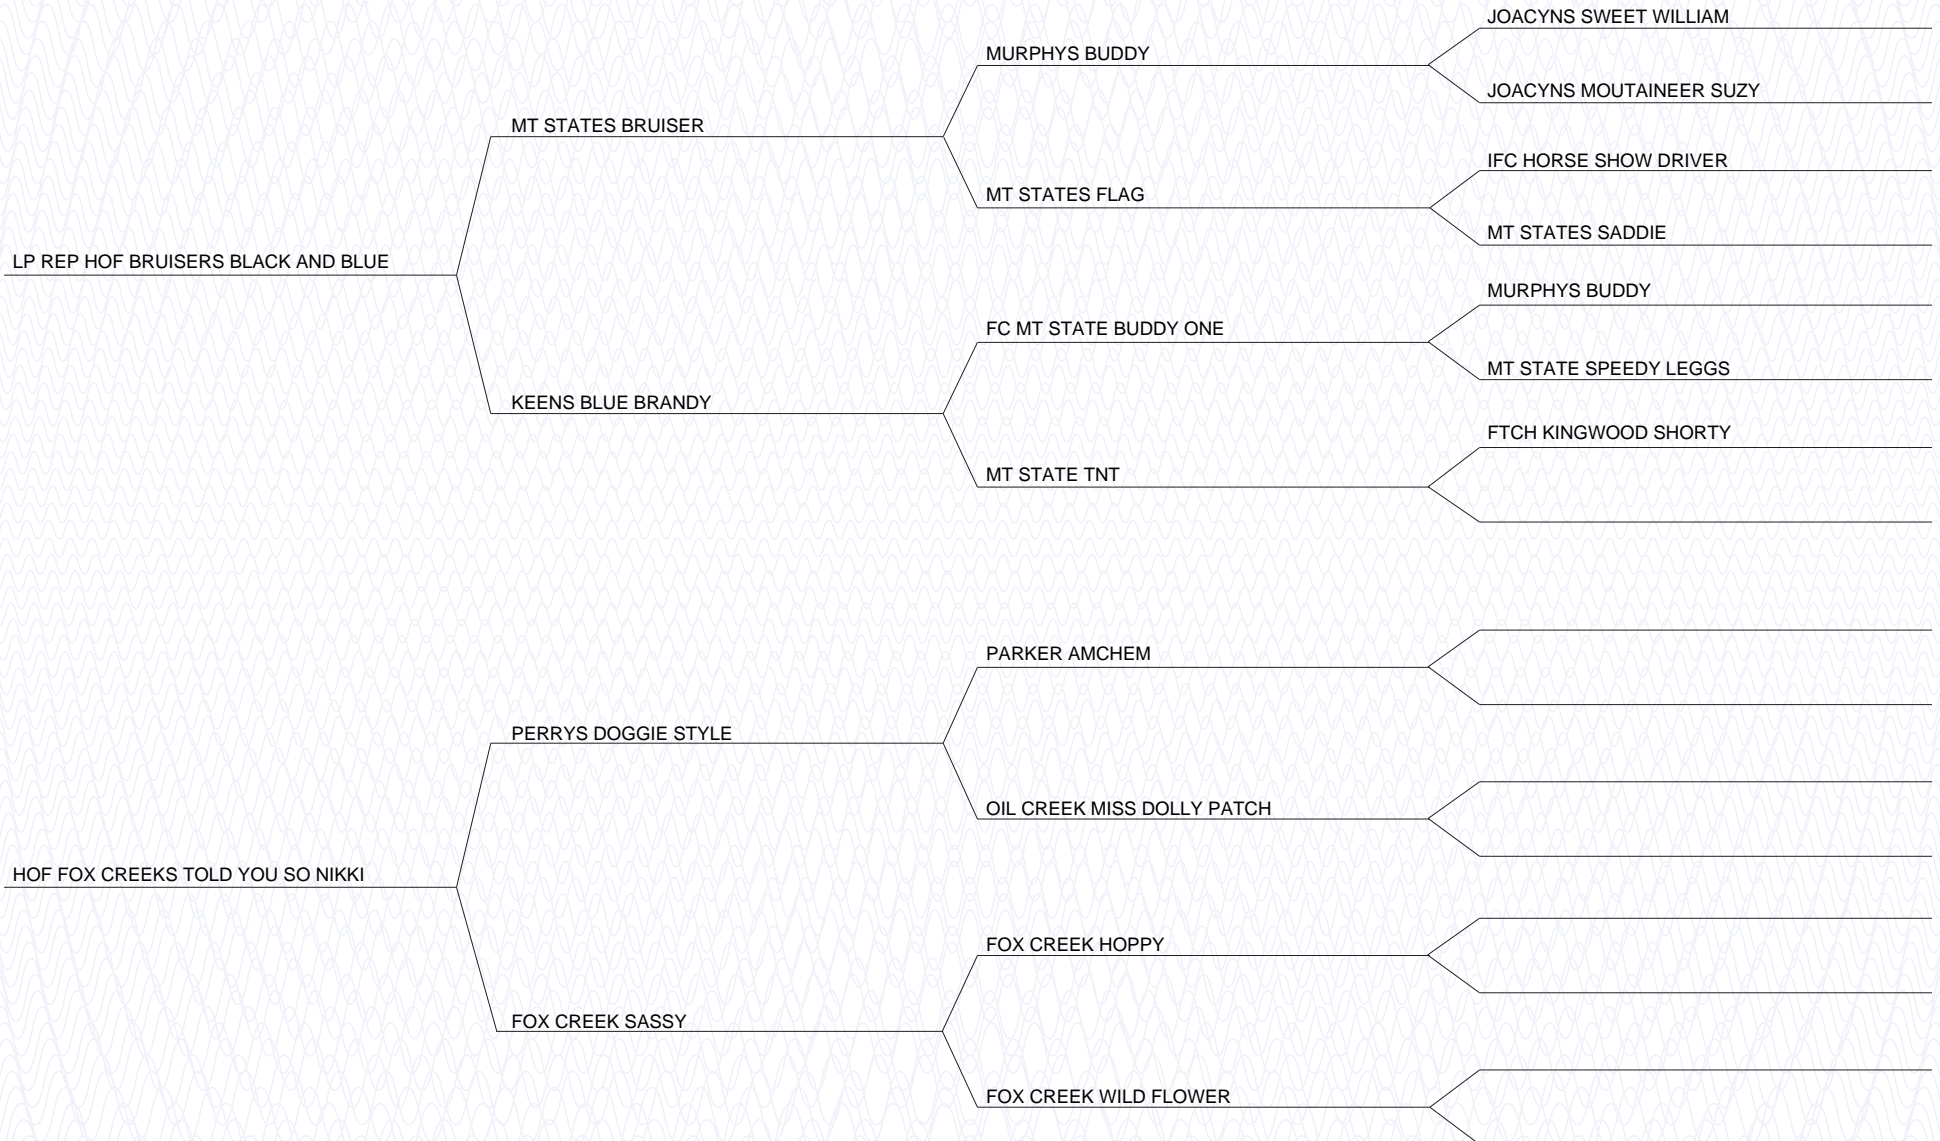 JOACYNS SWEET WILLIAM
MURPHYS BUDDY
JOACYNS MOUTAINEER SUZY
MT STATES BRUISER
IFC HORSE SHOW DRIVER
MT STATES FLAG
MT STATES SADDIE
LP REP HOF BRUISERS BLACK AND BLUE
MURPHYS BUDDY
FC MT STATE BUDDY ONE
MT STATE SPEEDY LEGGS
KEENS BLUE BRANDY
FTCH KINGWOOD SHORTY
MT STATE TNT
PARKER AMCHEM
PERRYS DOGGIE STYLE
OIL CREEK MISS DOLLY PATCH
HOF FOX CREEKS TOLD YOU SO NIKKI
FOX CREEK HOPPY
FOX CREEK SASSY
FOX CREEK WILD FLOWER